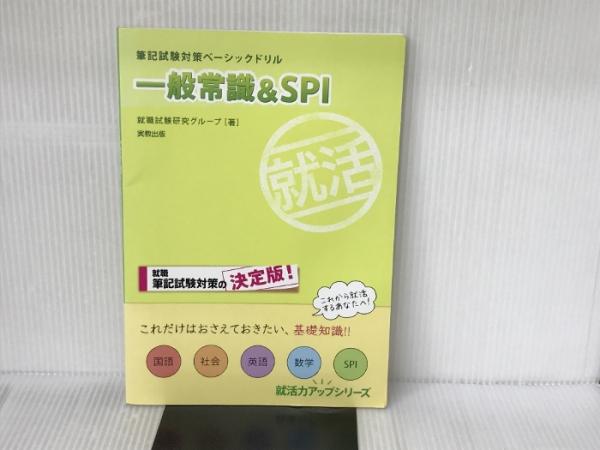 筆記試験対策ベーシックドリル
一般常識&SPI
就職試験研究グループ[著]
実教出版
就活
就職
筆記試験対策の決定版!
これから就活
するあなたへ!
これだけはおさえておきたい、基礎知識!!
国語
社会
英語
数学
SPI
就活力アップシリーズ